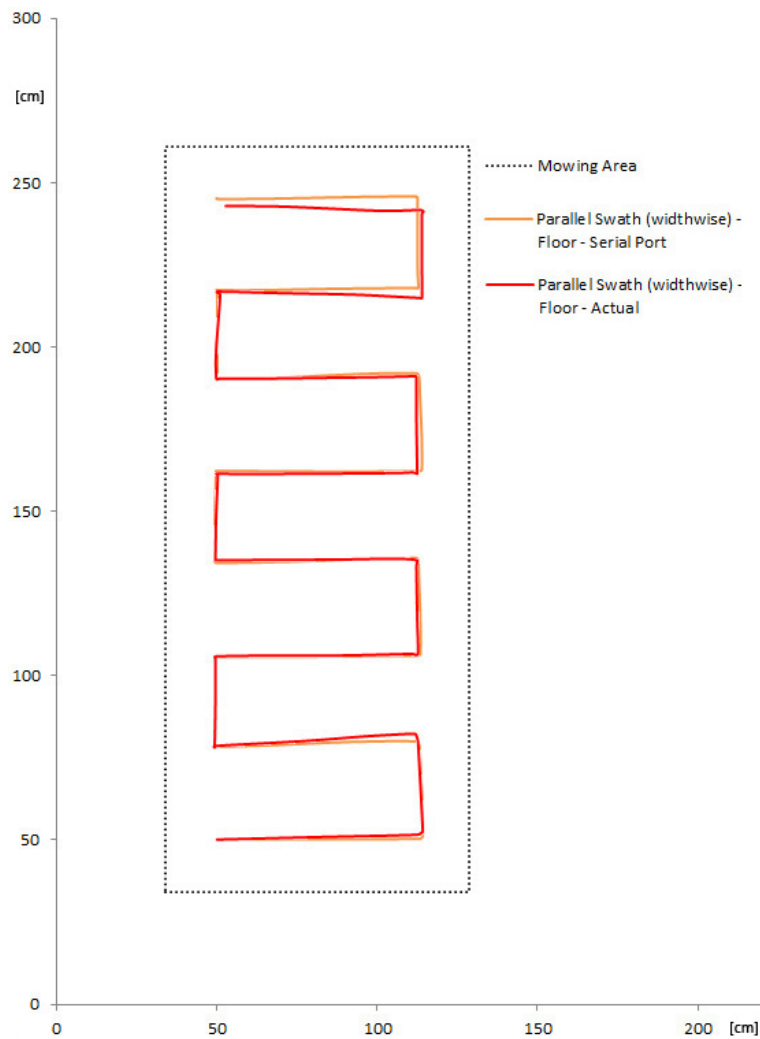 300
[cm]
250
200
150
100
50
0
Mowing Area
Parallel Swath (widthwise) -
Floor - Serial Port
Parallel Swath (widthwise) -
Floor - Actual
0 50 100 150 200 [cm]